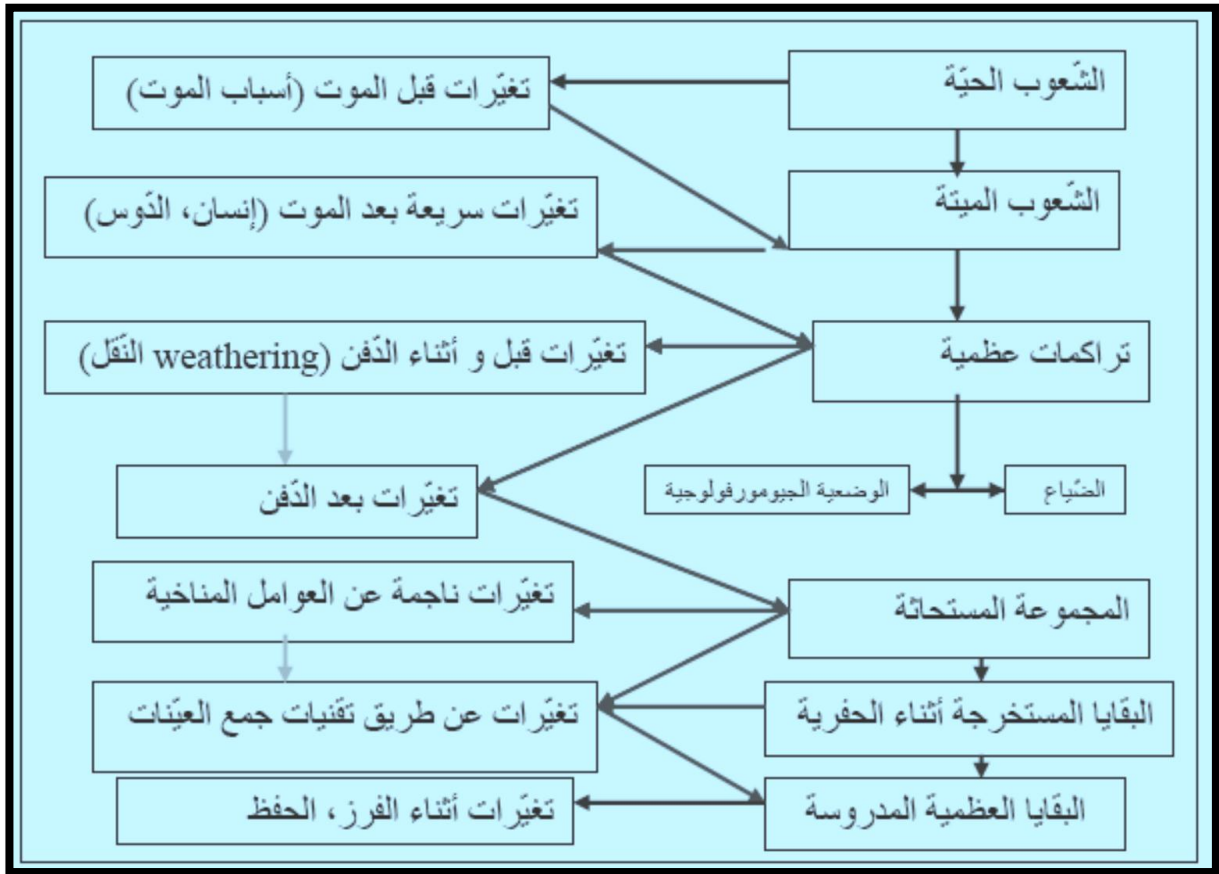 الشّعوب الحيّة
تغيّرات قبل الموت (أسباب الموت)
الشّعوب الميتة
تغيّرات سريعة بعد الموت (إنسان، الدّوس)
تراكمات عظمية
تغيّرات قبل و أثناء الدّفن (weathering النّقل)
الضّياع
الوضعية الجيومورفولوجية
تغيّرات بعد الدّفن
المجموعة المستحاثة
تغيّرات ناجمة عن العوامل المناخية
البقايا المستخرجة أثناء الحفرية
تغيّرات عن طريق تقنيات جمع العيّنات
البقايا العظمية المدروسة
تغيّرات أثناء الفرز، الحفظ